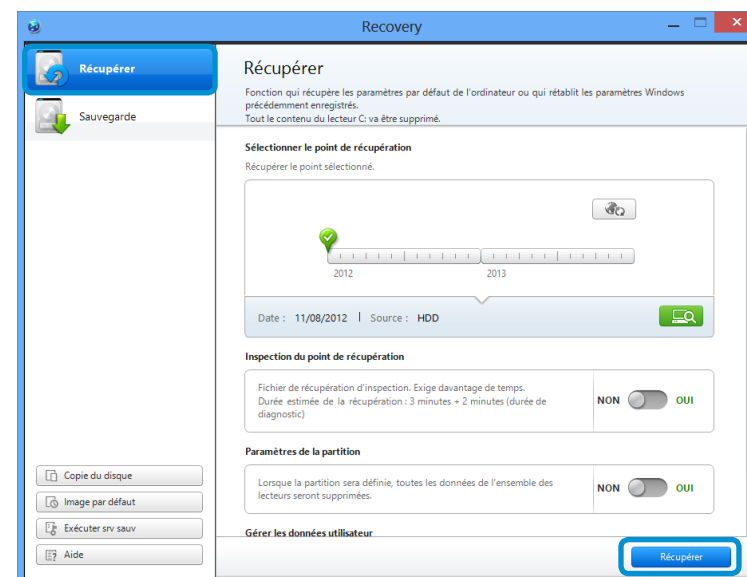 Recovery
Récupérer
Sauvegarde
Copie du disque
Image par défaut
Exécuter srv sauv
Aide
Récupérer
Fonction qui récupère les paramètres par défaut de l'ordinateur ou qui rétablit les paramètres Windows
précédemment enregistrés.
Tout le contenu du lecteur C: va être supprimé.
Sélectionner le point de récupération
Récupérer le point sélectionné.
2012 2013
Date : 11/08/2012 | Source : HDD
Inspection du point de récupération
Fichier de récupération d'inspection. Exige davantage de temps.
Durée estimée de la récupération : 3 minutes + 2 minutes (durée de
diagnostic)
NON OUI
Paramètres de la partition
Lorsque la partition sera définie, toutes les données de l'ensemble des
lecteurs seront supprimées.
NON OUI
Gérer les données utilisateur
Récupérer